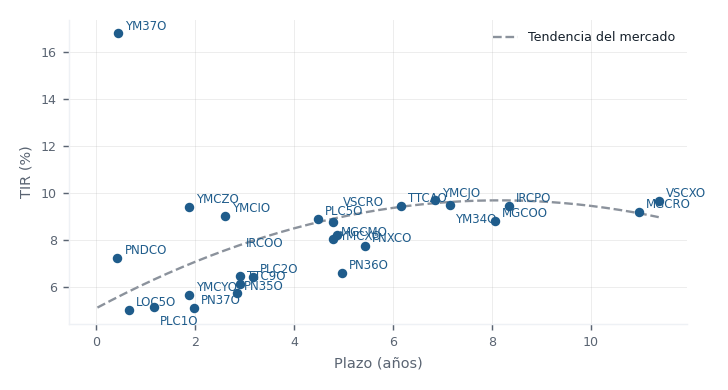 YM37O
Tendencia del mercado
16
14
12
10
8
6
TIR (%)
YMCZO
YMCIO
VSCRO
PLC5O
TTCAO
YMCJO
IRCPO
VSCXO
MGCRO
YM34O
MGCOO
PNDCO
IRCOO
MGCMO
YMCXO
PNXCO
PLC2O
TTC9O
PN35O
PN36O
LOC5O
YMCYO
PN37O
PLC1O
0
2
4
6
8
10
Plazo (años)